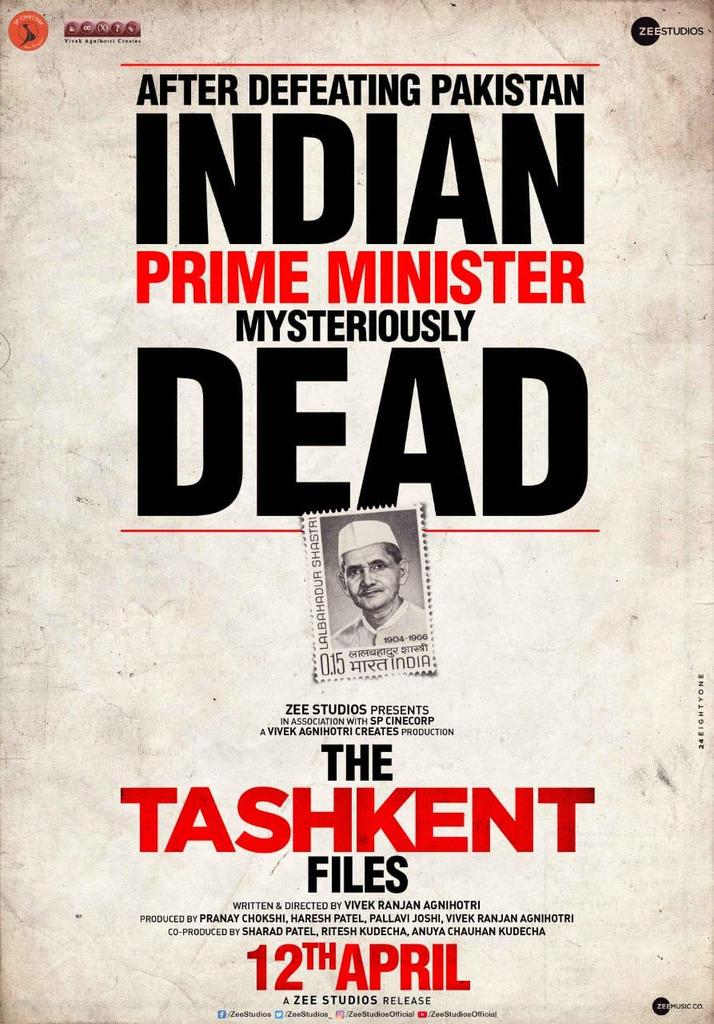 SP CINECORP
Vivek Agnihotri Creates
ZEESTUDIOS
AFTER DEFEATING PAKISTAN
INDIAN
PRIME MINISTER
MYSTERIOUSLY
DEAD
LALBAHADUR SHASTRI
1904-1966
लालबहादुर शास्त्री
0.15 भारत INDIA
ZEE STUDIOS PRESENTS
IN ASSOCIATION WITH SP CINECORP
A VIVEK AGNIHOTRI CREATES PRODUCTION
24EIGHTYONE
THE
TASHKENT
FILES
WRITTEN & DIRECTED BY VIVEK RANJAN AGNIHOTRI
PRODUCED BY PRANAY CHOKSHI, HARESH PATEL, PALLAVI JOSHI, VIVEK RANJAN AGNIHOTRI
CO-PRODUCED BY SHARAD PATEL, RITESH KUDECHA, ANUYA CHAUHAN KUDECHA
12TH APRIL
A ZEE STUDIOS RELEASE
/ZeeStudios /ZeeStudios_ /ZeeStudiosOfficial /ZeeStudiosOfficial
ZEEMUSIC CO.